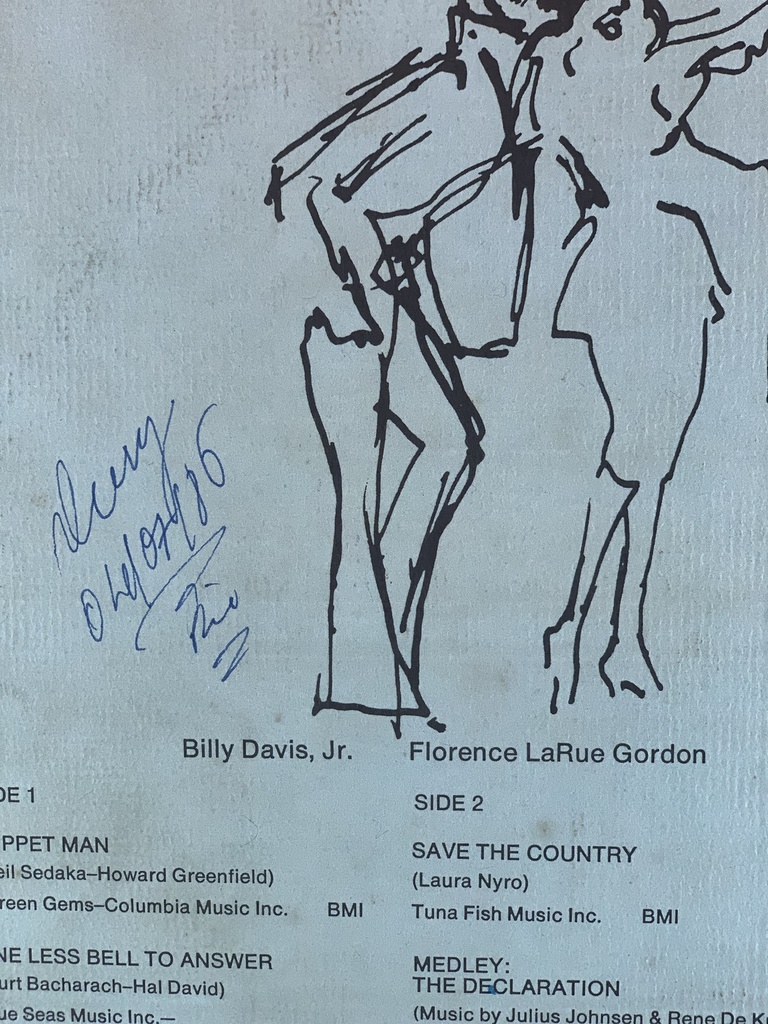 Rio
Billy Davis, Jr. Florence LaRue Gordon
DE 1
PPET MAN
eil Sedaka–Howard Greenfield)
reen Gems–Columbia Music Inc. BMI
NE LESS BELL TO ANSWER
urt Bacharach–Hal David)
ue Seas Music Inc.—
SIDE 2
SAVE THE COUNTRY
(Laura Nyro)
Tuna Fish Music Inc. BMI
MEDLEY:
THE DECLARATION
(Music by Julius Johnsen & Rene De K